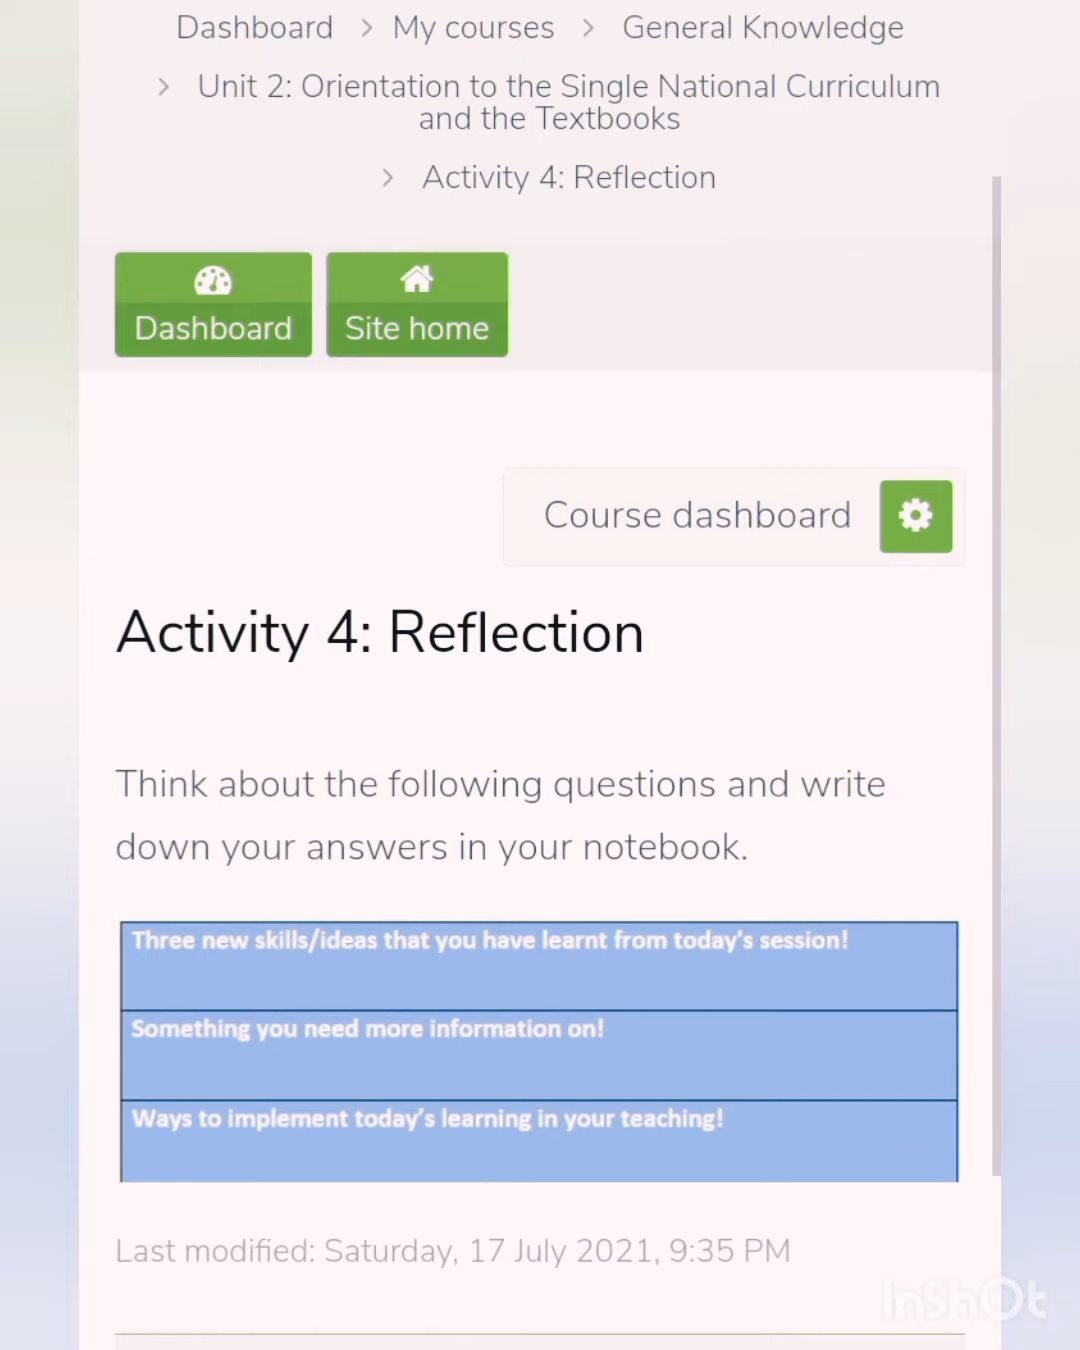 Dashboard > My courses > General Knowledge
> Unit 2: Orientation to the Single National Curriculum
and the Textbooks
> Activity 4: Reflection
Dashboard Site home
Course dashboard
Activity 4: Reflection
Think about the following questions and write
down your answers in your notebook.
Three new skills/ideas that you have learnt from today's session!
Something you need more information on!
Ways to implement today's learning in your teaching!
Last modified: Saturday, 17 July 2021, 9:35 PM
InShOt